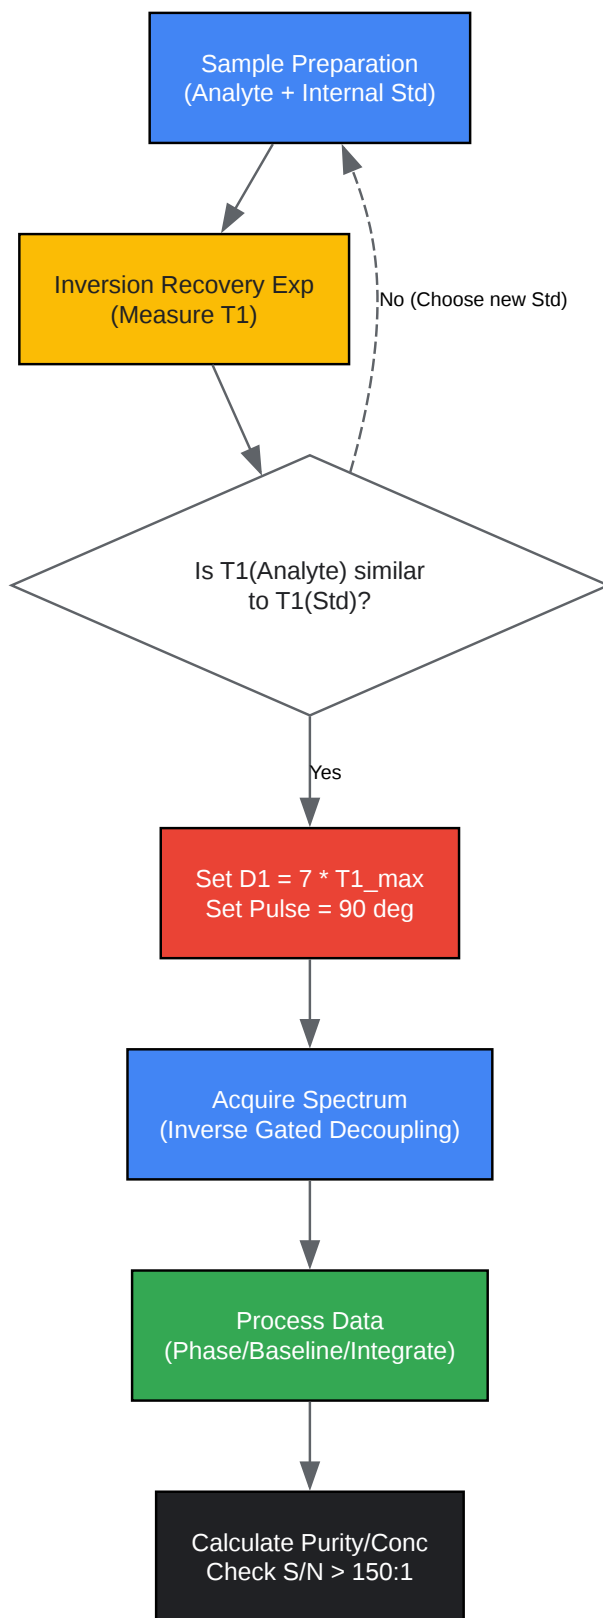 Sample Preparation
(Analyte + Internal Std)
Inversion Recovery Exp
(Measure T1)
No (Choose new Std)
Is T1(Analyte) similar
to T1(Std)?
Yes
Set D1 = 7 * T1_max
Set Pulse = 90 deg
Acquire Spectrum
(Inverse Gated Decoupling)
Process Data
(Phase/Baseline/Integrate)
Calculate Purity/Conc
Check S/N > 150:1